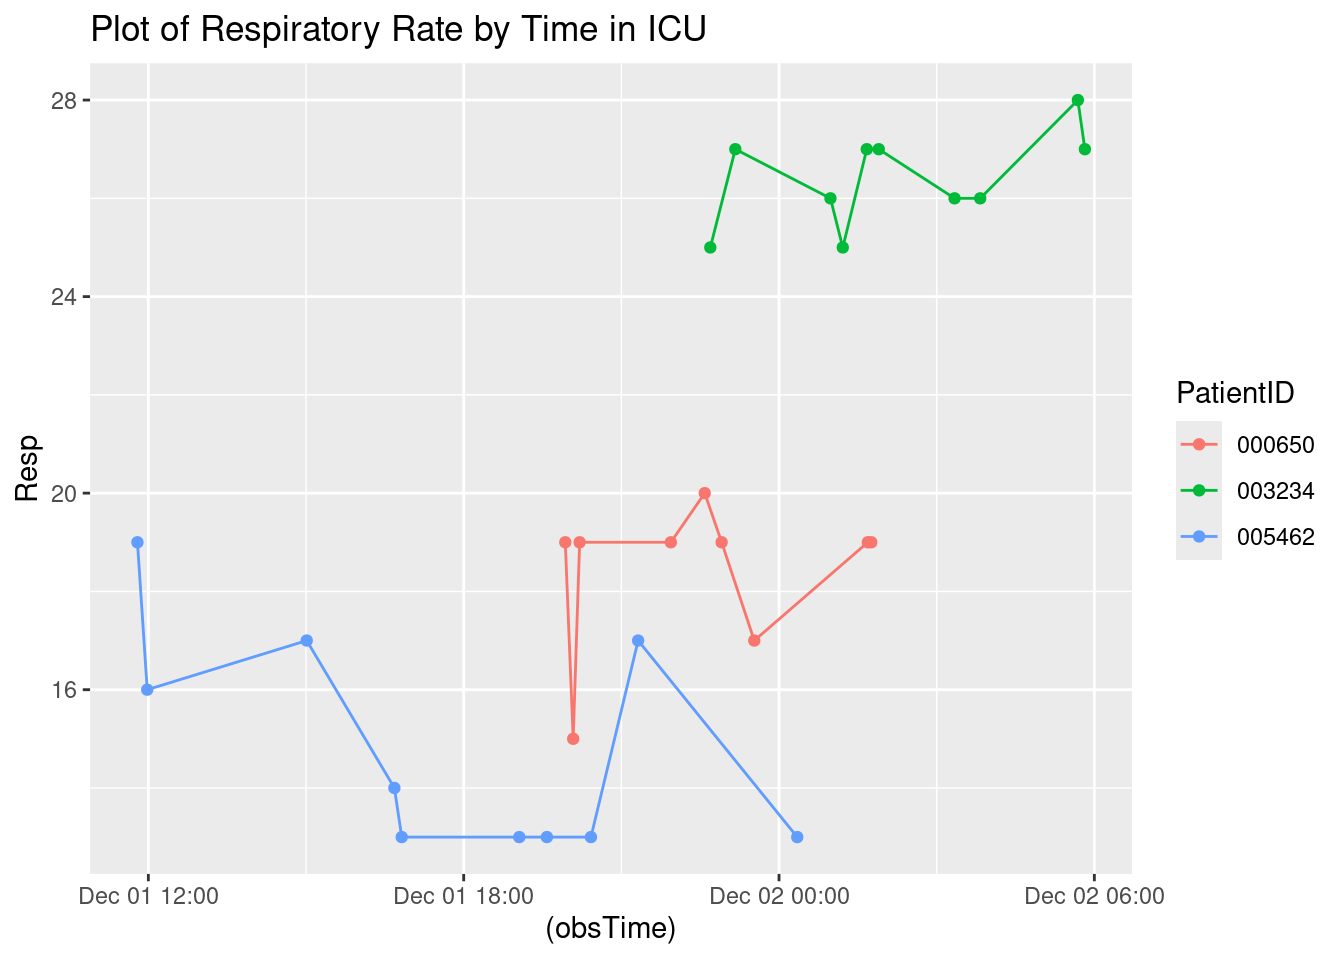 Plot of Respiratory Rate by Time in ICU
28
24
20
16
Resp
Dec 01 12:00
Dec 01 18:00
Dec 02 00:00
Dec 02 06:00
(obsTime)
PatientID
000650
003234
005462